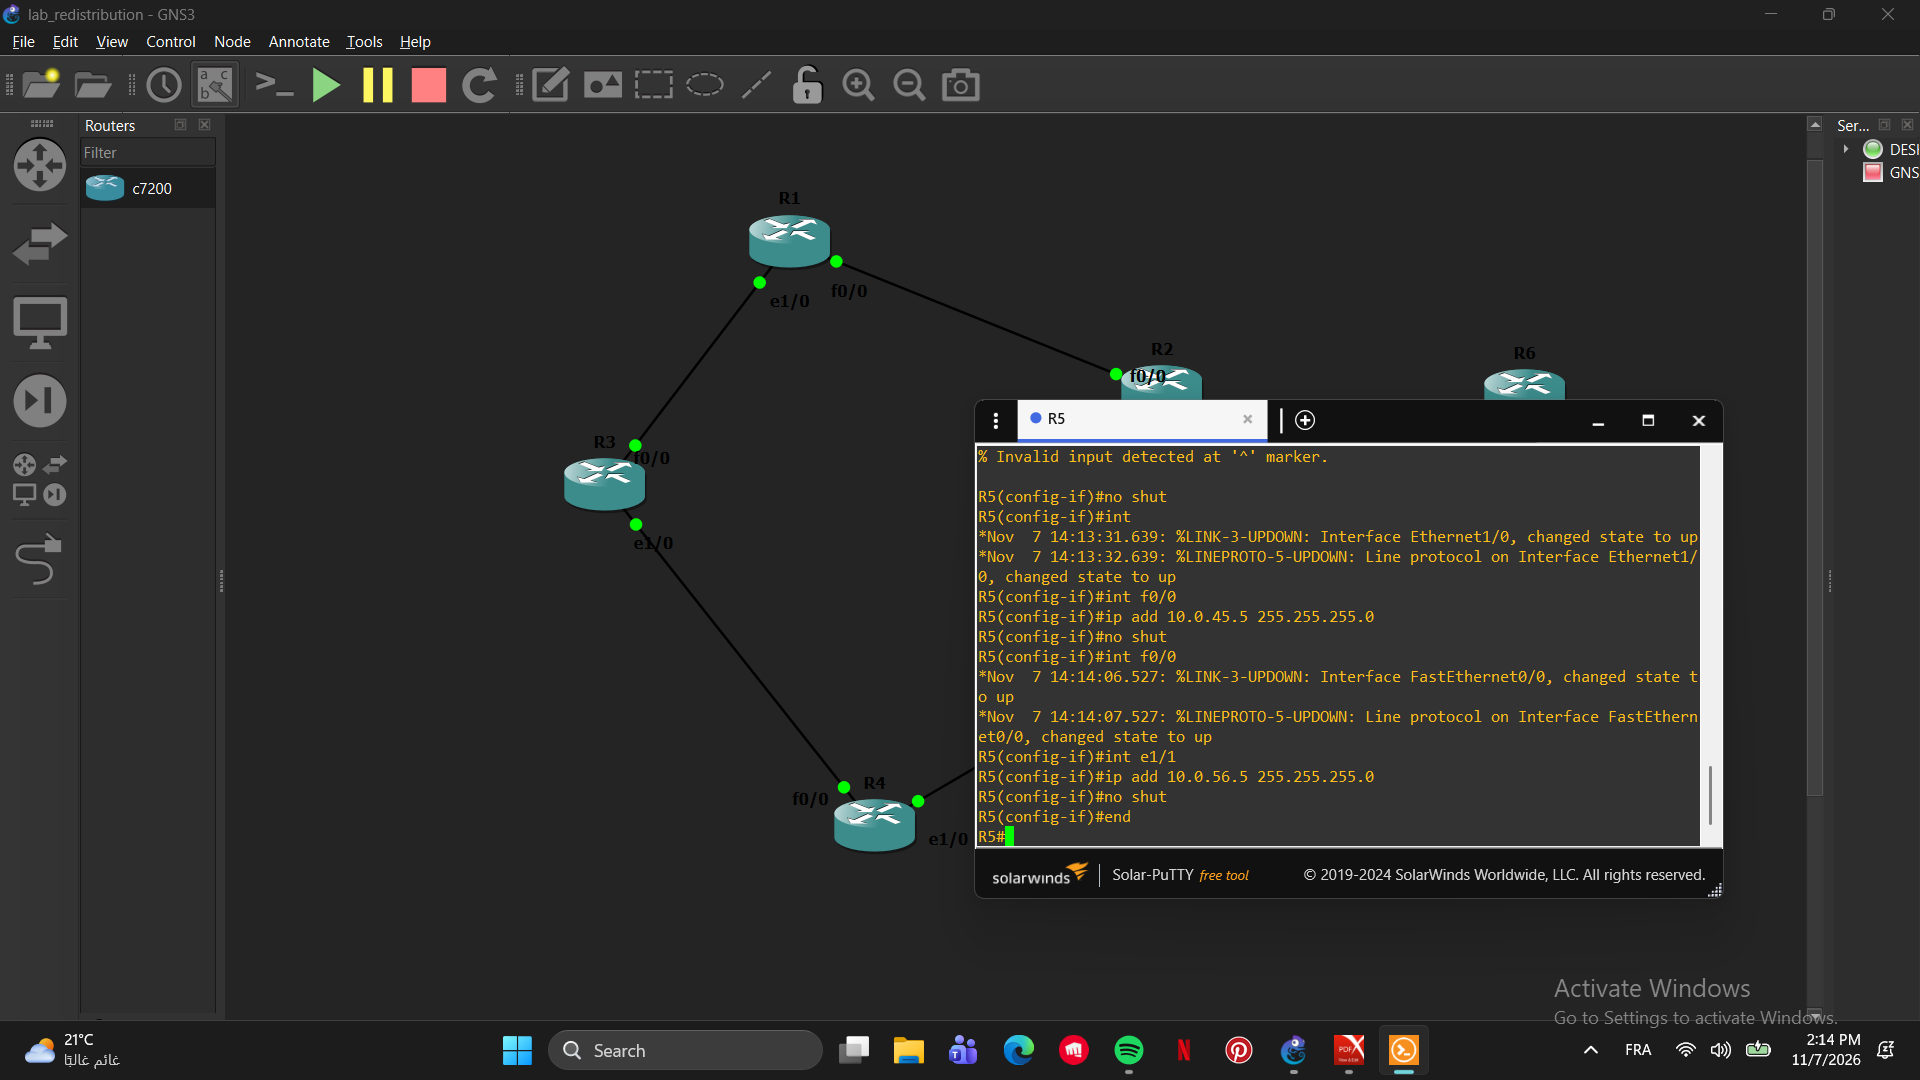 lab_redistribution - GNS3
File Edit View Control Node Annotate Tools Help
Routers
Filter
c7200
R1
e1/0
f0/0
R2
f0/0
R6
R3
f0/0
e1/0
R4
f0/0
e1/0
Ser...
DESI
GNS
R5
% Invalid input detected at '^' marker.
R5(config-if)#no shut
R5(config-if)#int
*Nov  7 14:13:31.639: %LINK-3-UPDOWN: Interface Ethernet1/0, changed state to up
*Nov  7 14:13:32.639: %LINEPROTO-5-UPDOWN: Line protocol on Interface Ethernet1/
0, changed state to up
R5(config-if)#int f0/0
R5(config-if)#ip add 10.0.45.5 255.255.255.0
R5(config-if)#no shut
R5(config-if)#int f0/0
*Nov  7 14:14:06.527: %LINK-3-UPDOWN: Interface FastEthernet0/0, changed state t
o up
*Nov  7 14:14:07.527: %LINEPROTO-5-UPDOWN: Line protocol on Interface FastEthern
et0/0, changed state to up
R5(config-if)#int e1/1
R5(config-if)#ip add 10.0.56.5 255.255.255.0
R5(config-if)#no shut
R5(config-if)#end
R5#
solarwinds Solar-PuTTY free tool © 2019-2024 SolarWinds Worldwide, LLC. All rights reserved.
Activate Windows
Go to Settings to activate Windows.
21°C
غائم غالبًا
Search
FRA
2:14 PM
11/7/2026